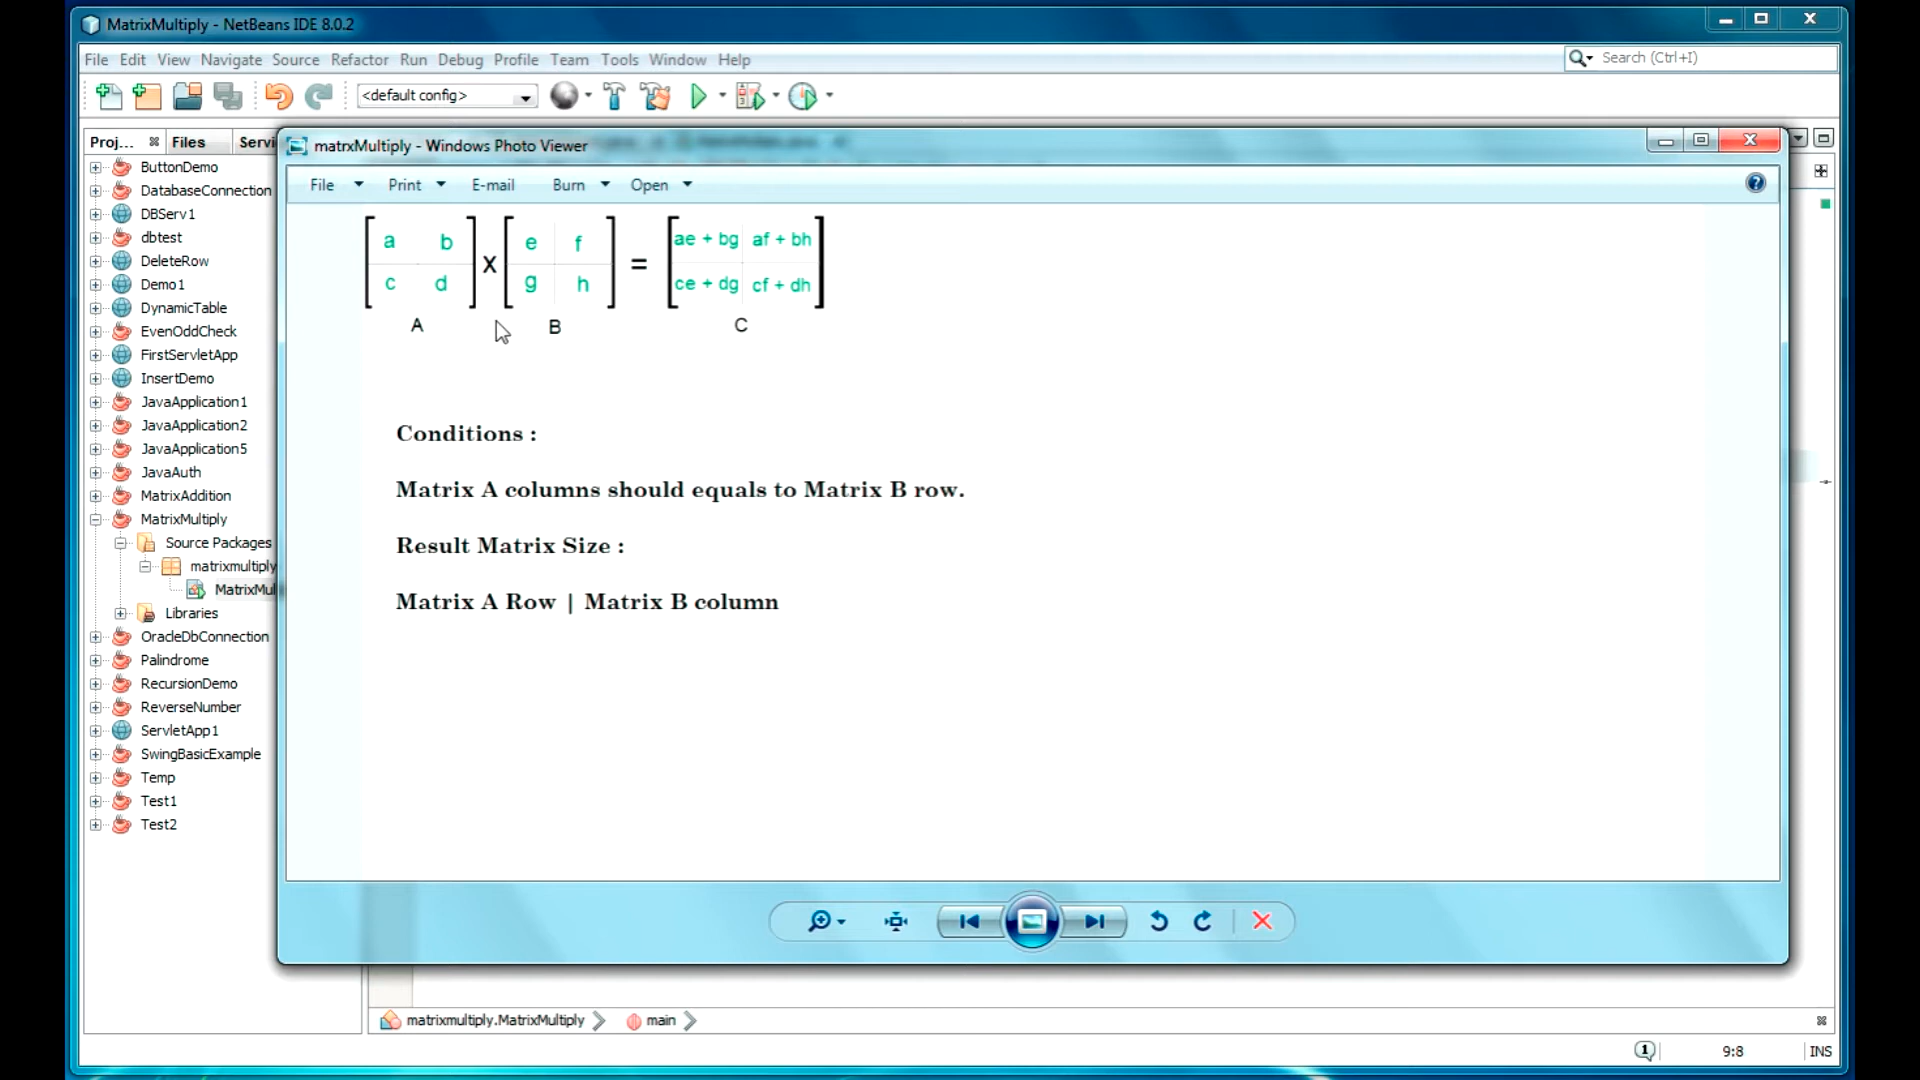 MatrixMultiply - NetBeans IDE 8.0.2
File Edit View Navigate Source Refactor Run Debug Profile Team Tools Window Help
Search (Ctrl+I)
<default config>
Proj... Files Servi
matrxMultiply - Windows Photo Viewer
File Print E-mail Burn Open
ButtonDemo
DatabaseConnection
DBServ1
dbtest
DeleteRow
Demo1
DynamicTable
EvenOddCheck
FirstServletApp
InsertDemo
JavaApplication1
JavaApplication2
JavaApplication5
JavaAuth
MatrixAddition
MatrixMultiply
Source Packages
matrixmultiply
MatrixMul
Libraries
OracleDbConnection
Palindrome
RecursionDemo
ReverseNumber
ServletApp1
SwingBasicExample
Temp
Test1
Test2
a b e f ae + bg af + bh
x =
c d g h ce + dg cf + dh
A B C
Conditions :
Matrix A columns should equals to Matrix B row.
Result Matrix Size :
Matrix A Row | Matrix B column
matrixmultiply.MatrixMultiply main
1 9:8 INS